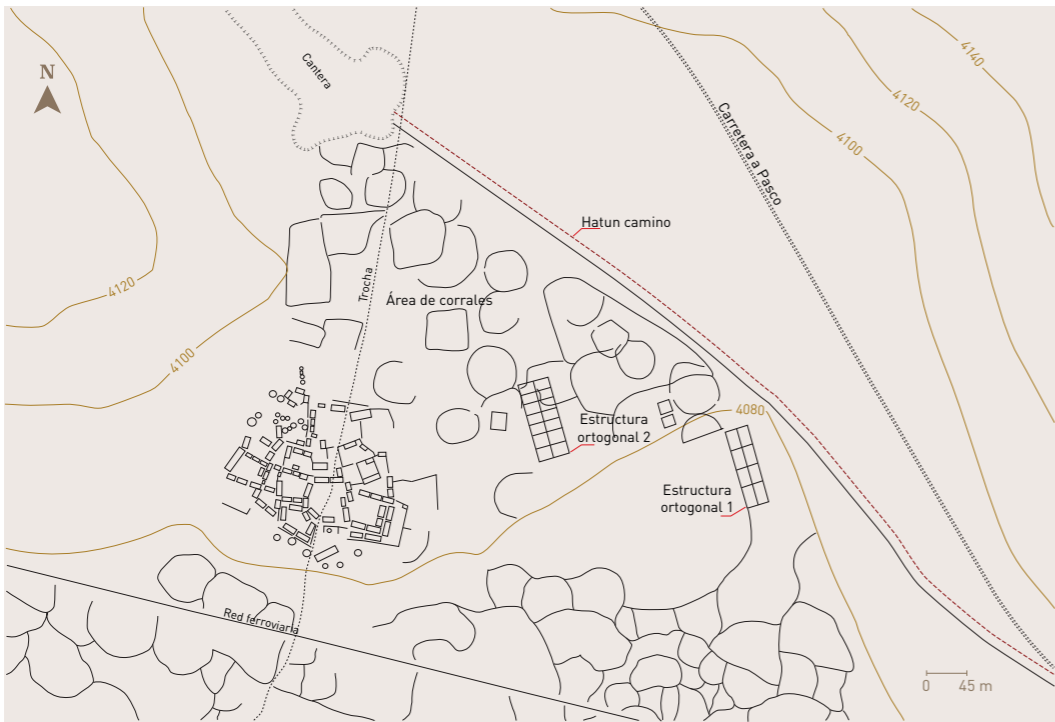 4140
N
Cantera
4120
Carretera a Pasco
4100
Hatun camino
Trocha
4120
Área de corrales
4100
4080
Estructura
ortogonal 2
Estructura
ortogonal 1
Red ferroviaria
0 45 m